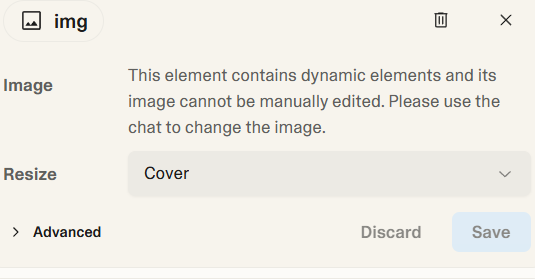 img
Image
This element contains dynamic elements and its
image cannot be manually edited. Please use the
chat to change the image.
Resize
Cover
Advanced
Discard
Save